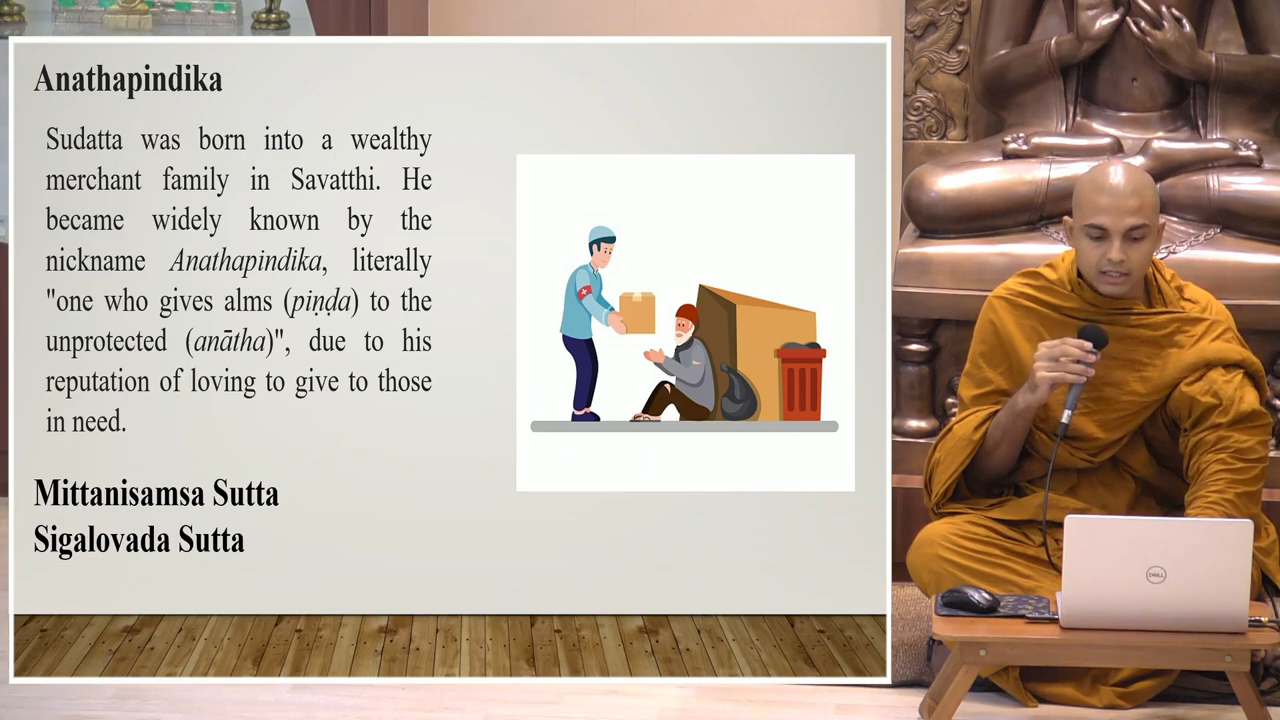 Anathapindika
Sudatta was born into a wealthy
merchant family in Savatthi. He
became widely known by the
nickname Anathapindika, literally
"one who gives alms (piṇḍa) to the
unprotected (anātha)", due to his
reputation of loving to give to those
in need.
Mittanisamsa Sutta
Sigalovada Sutta
DELL